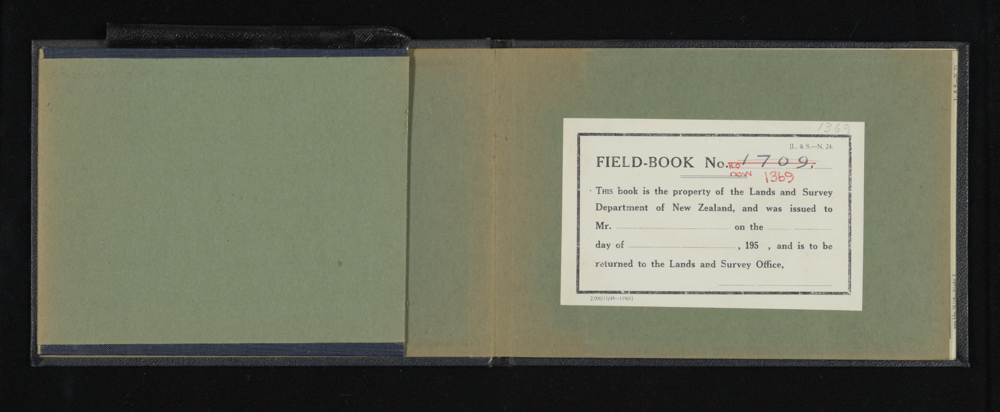 1369
[L. & S.—N. 24.
FIELD-BOOK No. 1709.
now 1369
THIS book is the property of the Lands and Survey
Department of New Zealand, and was issued to
Mr. on the
day of , 195 , and is to be
returned to the Lands and Survey Office,